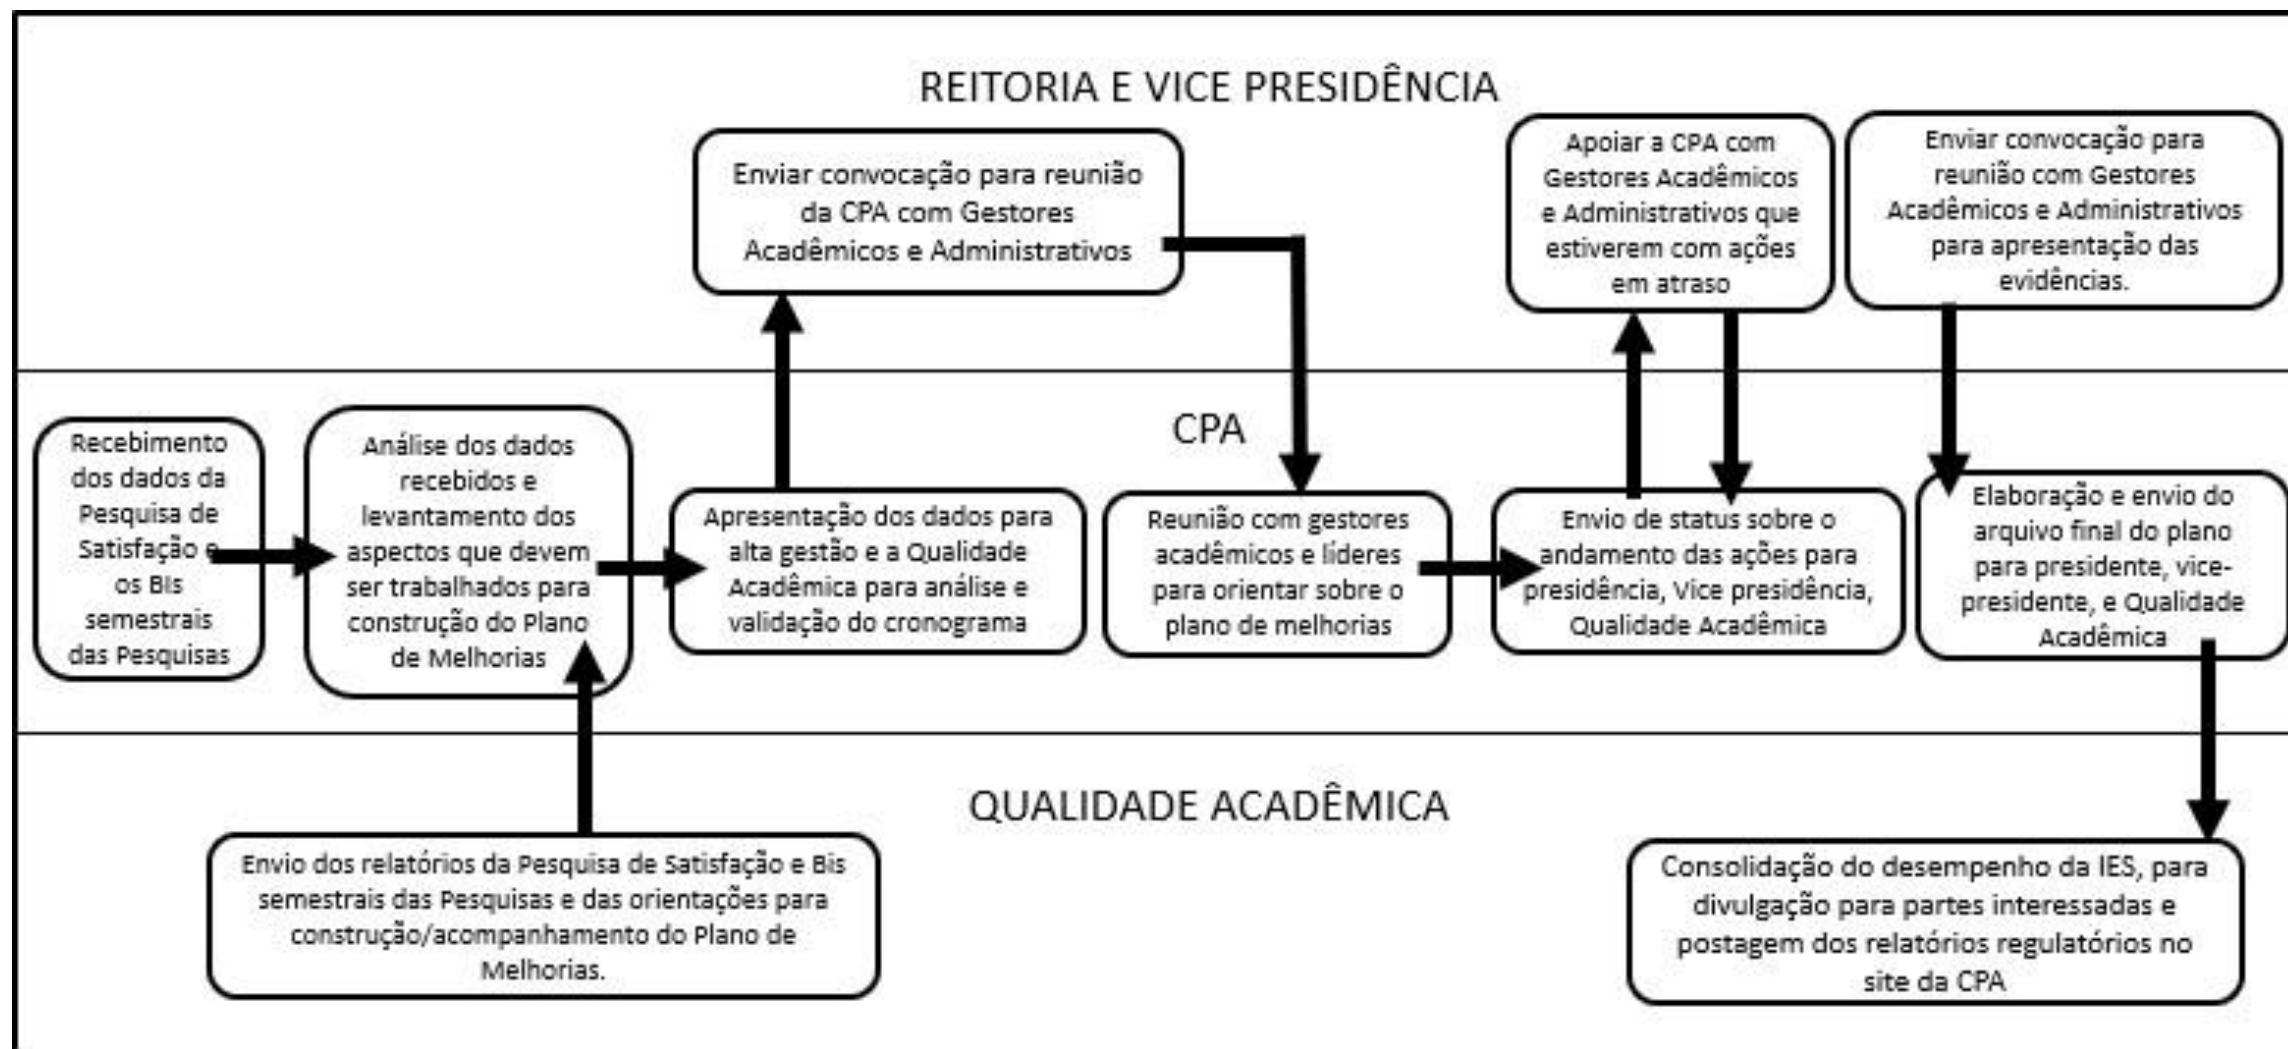 REITORIA E VICE PRESIDÊNCIA
Enviar convocação para reunião
da CPA com Gestores
Acadêmicos e Administrativos
Apoiar a CPA com
Gestores Acadêmicos
e Administrativos que
estiverem com ações
em atraso
Enviar convocação para
reunião com Gestores
Acadêmicos e Administrativos
para apresentação das
evidências.
CPA
Recebimento
dos dados da
Pesquisa de
Satisfação e
os BIs
semestrais
das Pesquisas
Análise dos dados
recebidos e
levantamento dos
aspectos que devem
ser trabalhados para
construção do Plano
de Melhorias
Apresentação dos dados para
alta gestão e a Qualidade
Acadêmica para análise e
validação do cronograma
Reunião com gestores
acadêmicos e líderes
para orientar sobre o
plano de melhorias
Envio de status sobre o
andamento das ações para
presidência, Vice presidência,
Qualidade Acadêmica
Elaboração e envio do
arquivo final do plano
para presidente, vice-
presidente, e Qualidade
Acadêmica
QUALIDADE ACADÊMICA
Envio dos relatórios da Pesquisa de Satisfação e Bis
semestrais das Pesquisas e das orientações para
construção/acompanhamento do Plano de
Melhorias.
Consolidação do desempenho da IES, para
divulgação para partes interessadas e
postagem dos relatórios regulatórios no
site da CPA